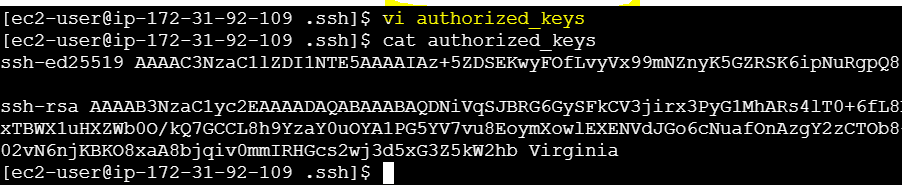 [ec2-user@ip-172-31-92-109 .ssh]$ vi authorized_keys
[ec2-user@ip-172-31-92-109 .ssh]$ cat authorized_keys
ssh-ed25519 AAAAC3NzaC1lZDI1NTE5AAAAIAz+5ZDSEKwyFOfLvyVx99mNZnyK5GZRSK6ipNuRgpQ8
ssh-rsa AAAAB3NzaC1yc2EAAAADAQABAAABAQDNiVqSJBRG6GySFkCV3jirx3PyG1MhARs4lT0+6fL8
xTBWX1uHXZWb0O/kQ7GCCL8h9YzaY0uOYA1PG5YV7vu8EoymXowlEXENVdJGo6cNuafOnAzgY2zCTOb8
02vN6njKBKO8xaA8bjqiv0mmIRHGcs2wj3d5xG3Z5kW2hb Virginia
[ec2-user@ip-172-31-92-109 .ssh]$